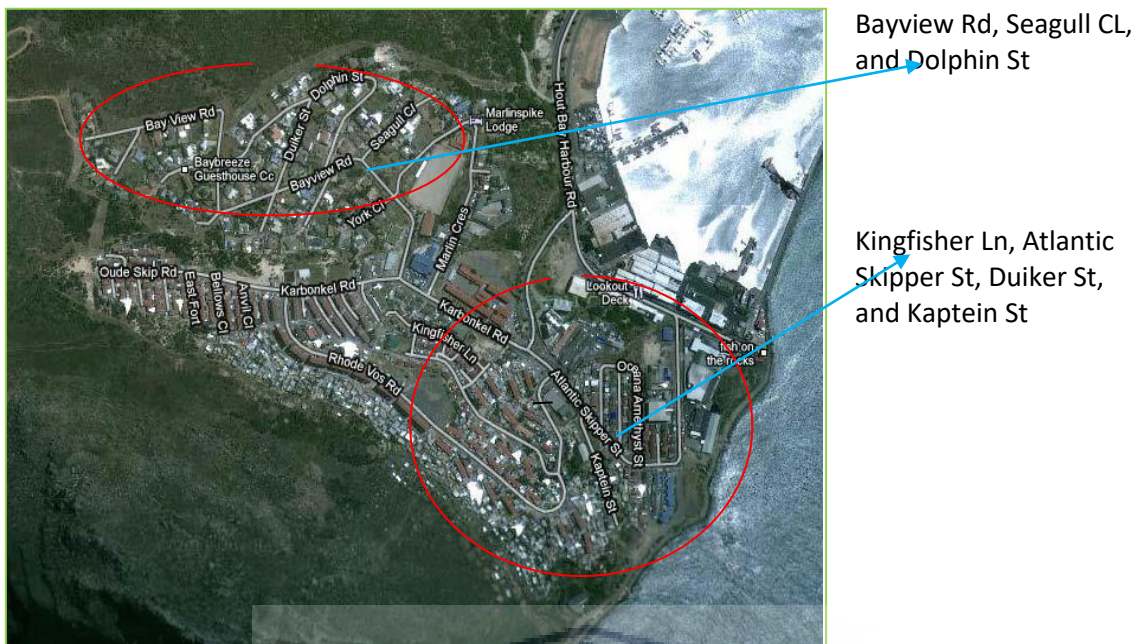 Bayview Rd, Seagull CL,
and Dolphin St
Kingfisher Ln, Atlantic
Skipper St, Duiker St,
and Kaptein St
Dolphin St
Bay View Rd
Duiker St
Seagull Cl
Marlinspike
Lodge
Hout Bay Harbour Rd
Baybreeze
Guesthouse Cc
Bayview Rd
York Cl
Marlin Cres
Oude Skip Rd
East Fort
Bellows Cl
Anvil Cl
Karbonkel Rd
Lookout
Deck
Karbonkel Rd
Kingfisher Ln
fish on
the rocks
Rhode Vos Rd
Atlantic Skipper St
Oceana Amethyst St
Kaptein St